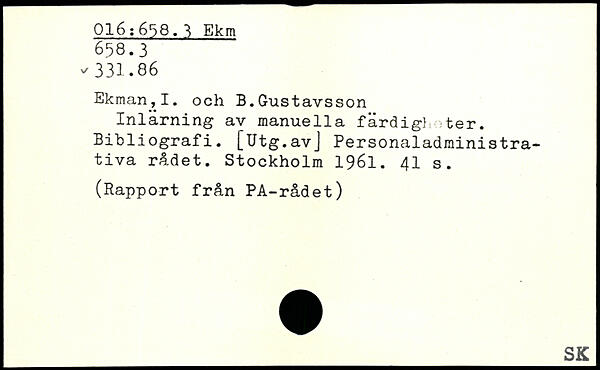 016:658.3 Ekm
658.3
✓ 331.86
Ekman,I. och B.Gustavsson
Inlärning av manuella färdigheter.
Bibliografi. [Utg.av] Personaladministra-
tiva rådet. Stockholm 1961. 41 s.
(Rapport från PA-rådet)
SK